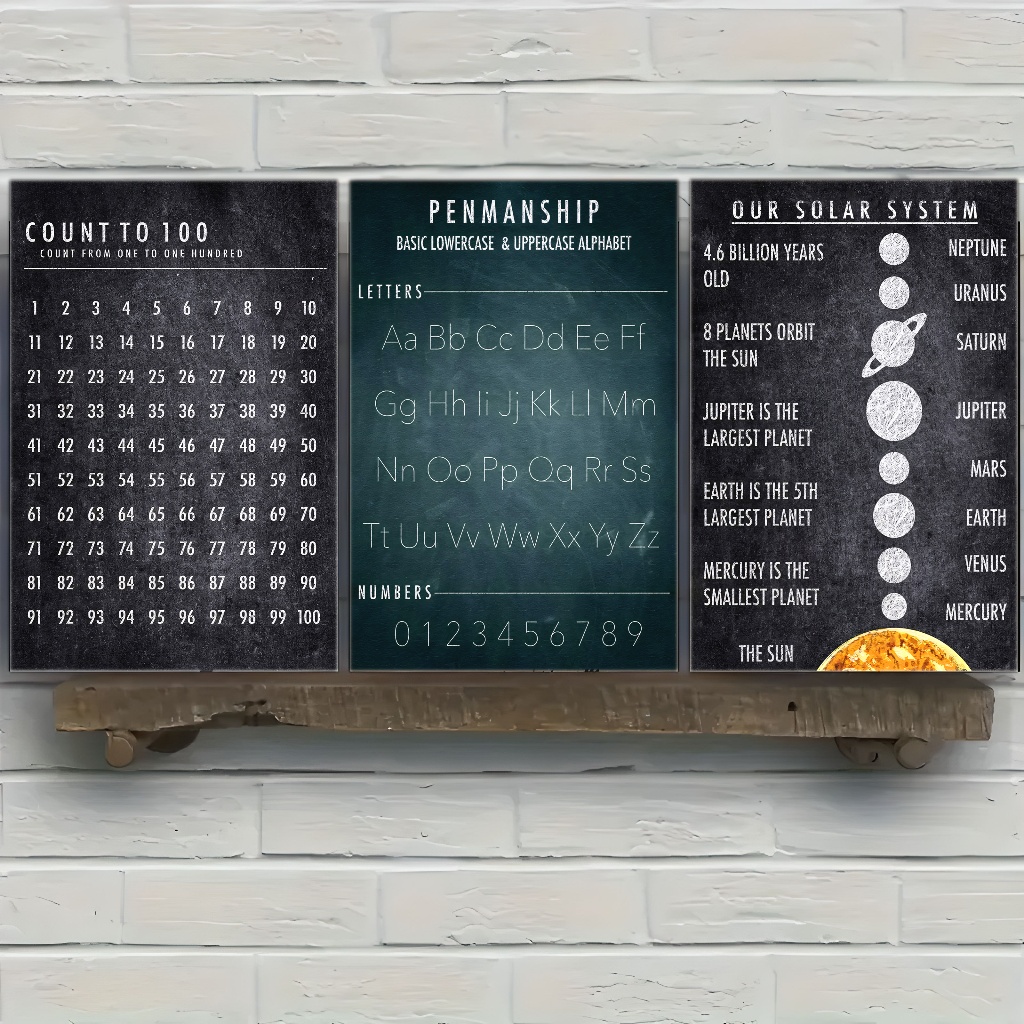 COUNT TO 100
COUNT FROM ONE TO ONE HUNDRED
1 2 3 4 5 6 7 8 9 10
11 12 13 14 15 16 17 18 19 20
21 22 23 24 25 26 27 28 29 30
31 32 33 34 35 36 37 38 39 40
41 42 43 44 45 46 47 48 49 50
51 52 53 54 55 56 57 58 59 60
61 62 63 64 65 66 67 68 69 70
71 72 73 74 75 76 77 78 79 80
81 82 83 84 85 86 87 88 89 90
91 92 93 94 95 96 97 98 99 100
PENMANSHIP
BASIC LOWERCASE & UPPERCASE ALPHABET
LETTERS
Aa Bb Cc Dd Ee Ff
Gg Hh Ii Jj Kk Ll Mm
Nn Oo Pp Qq Rr Ss
Tt Uu Vv Ww Xx Yy Zz
NUMBERS
0 1 2 3 4 5 6 7 8 9
OUR SOLAR SYSTEM
4.6 BILLION YEARS
OLD
8 PLANETS ORBIT
THE SUN
JUPITER IS THE
LARGEST PLANET
EARTH IS THE 5TH
LARGEST PLANET
MERCURY IS THE
SMALLEST PLANET
THE SUN
NEPTUNE
URANUS
SATURN
JUPITER
MARS
EARTH
VENUS
MERCURY